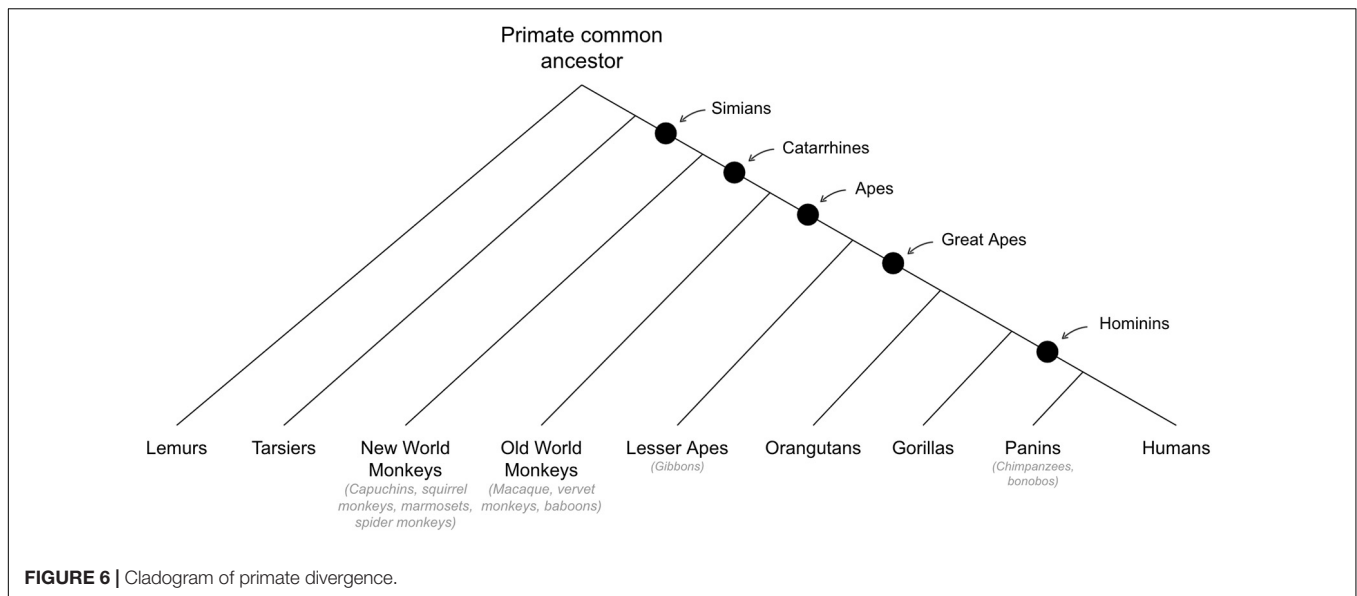 Primate common
ancestor
Simians
Catarrhines
Apes
Great Apes
Hominins
Lemurs
Tarsiers
New World
Monkeys
(Capuchins, squirrel
monkeys, marmosets,
spider monkeys)
Old World
Monkeys
(Macaque, vervet
monkeys, baboons)
Lesser Apes
(Gibbons)
Orangutans
Gorillas
Panins
(Chimpanzees,
bonobos)
Humans
FIGURE 6 | Cladogram of primate divergence.